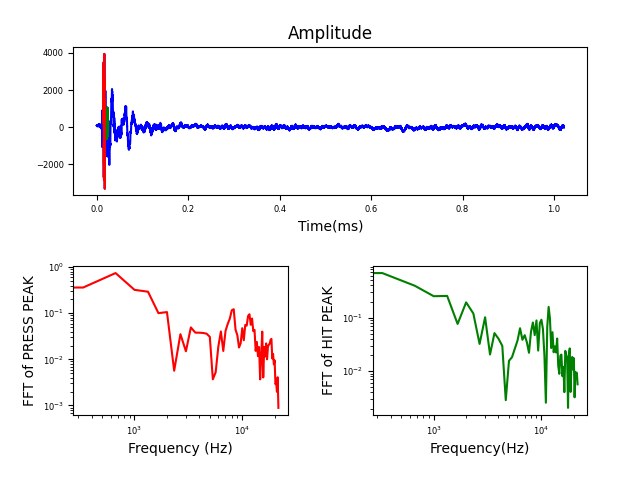 Amplitude
4000
2000
0
−2000
0.0 0.2 0.4 0.6 0.8 1.0
Time(ms)
FFT of PRESS PEAK
10⁰
10⁻¹
10⁻²
10⁻³
10³ 10⁴
Frequency (Hz)
FFT of HIT PEAK
10⁻¹
10⁻²
10³ 10⁴
Frequency(Hz)